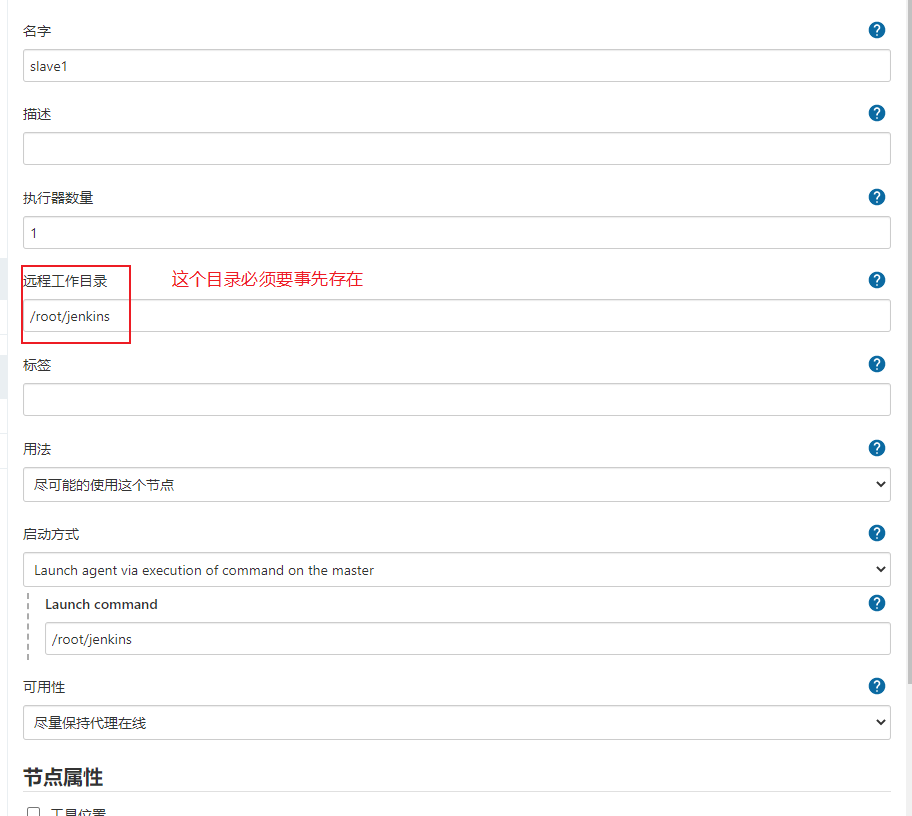 名字
slave1
描述
执行器数量
1
远程工作目录
这个目录必须要事先存在
/root/jenkins
标签
用法
尽可能的使用这个节点
启动方式
Launch agent via execution of command on the master
Launch command
/root/jenkins
可用性
尽量保持代理在线
节点属性
工具位置